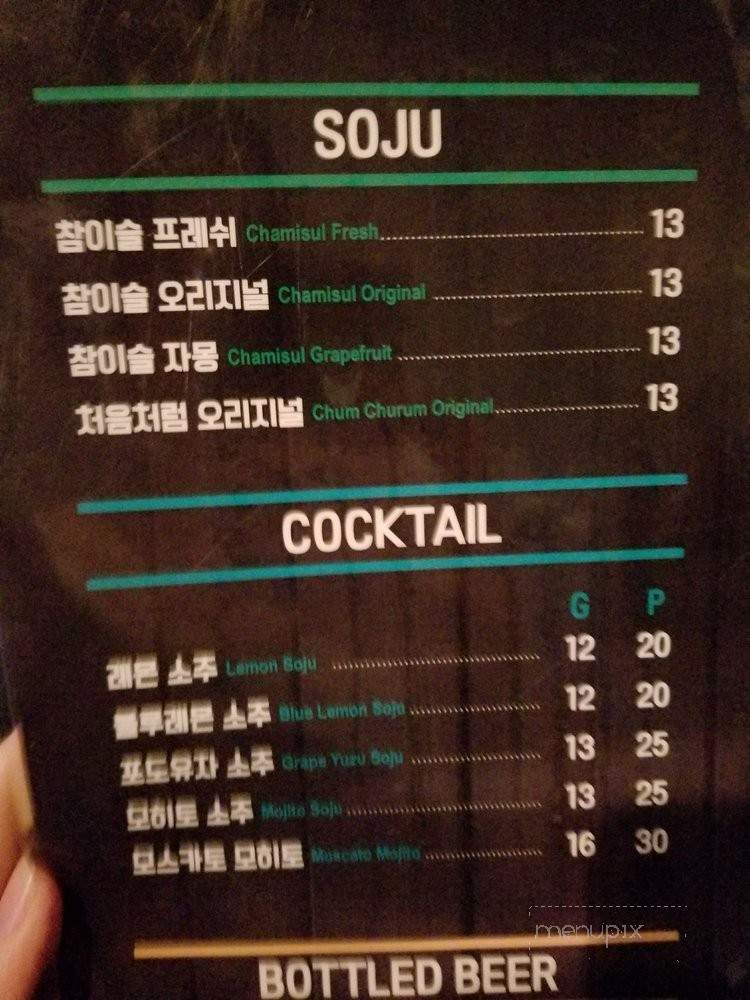 SOJU
참이슬 프레쉬 Chamisul Fresh 13
참이슬 오리지널 Chamisul Original 13
참이슬 자몽 Chamisul Grapefruit 13
처음처럼 오리지널 Chum Churum Original 13
COCKTAIL
G P
레몬 소주 Lemon Soju 12 20
블루레몬 소주 Blue Lemon Soju 12 20
포도유자 소주 Grape Yuzu Soju 13 25
모히토 소주 Mojito Soju 13 25
모스카토 모히토 Moscato Mojito 16 30
menupix
BOTTLED BEER